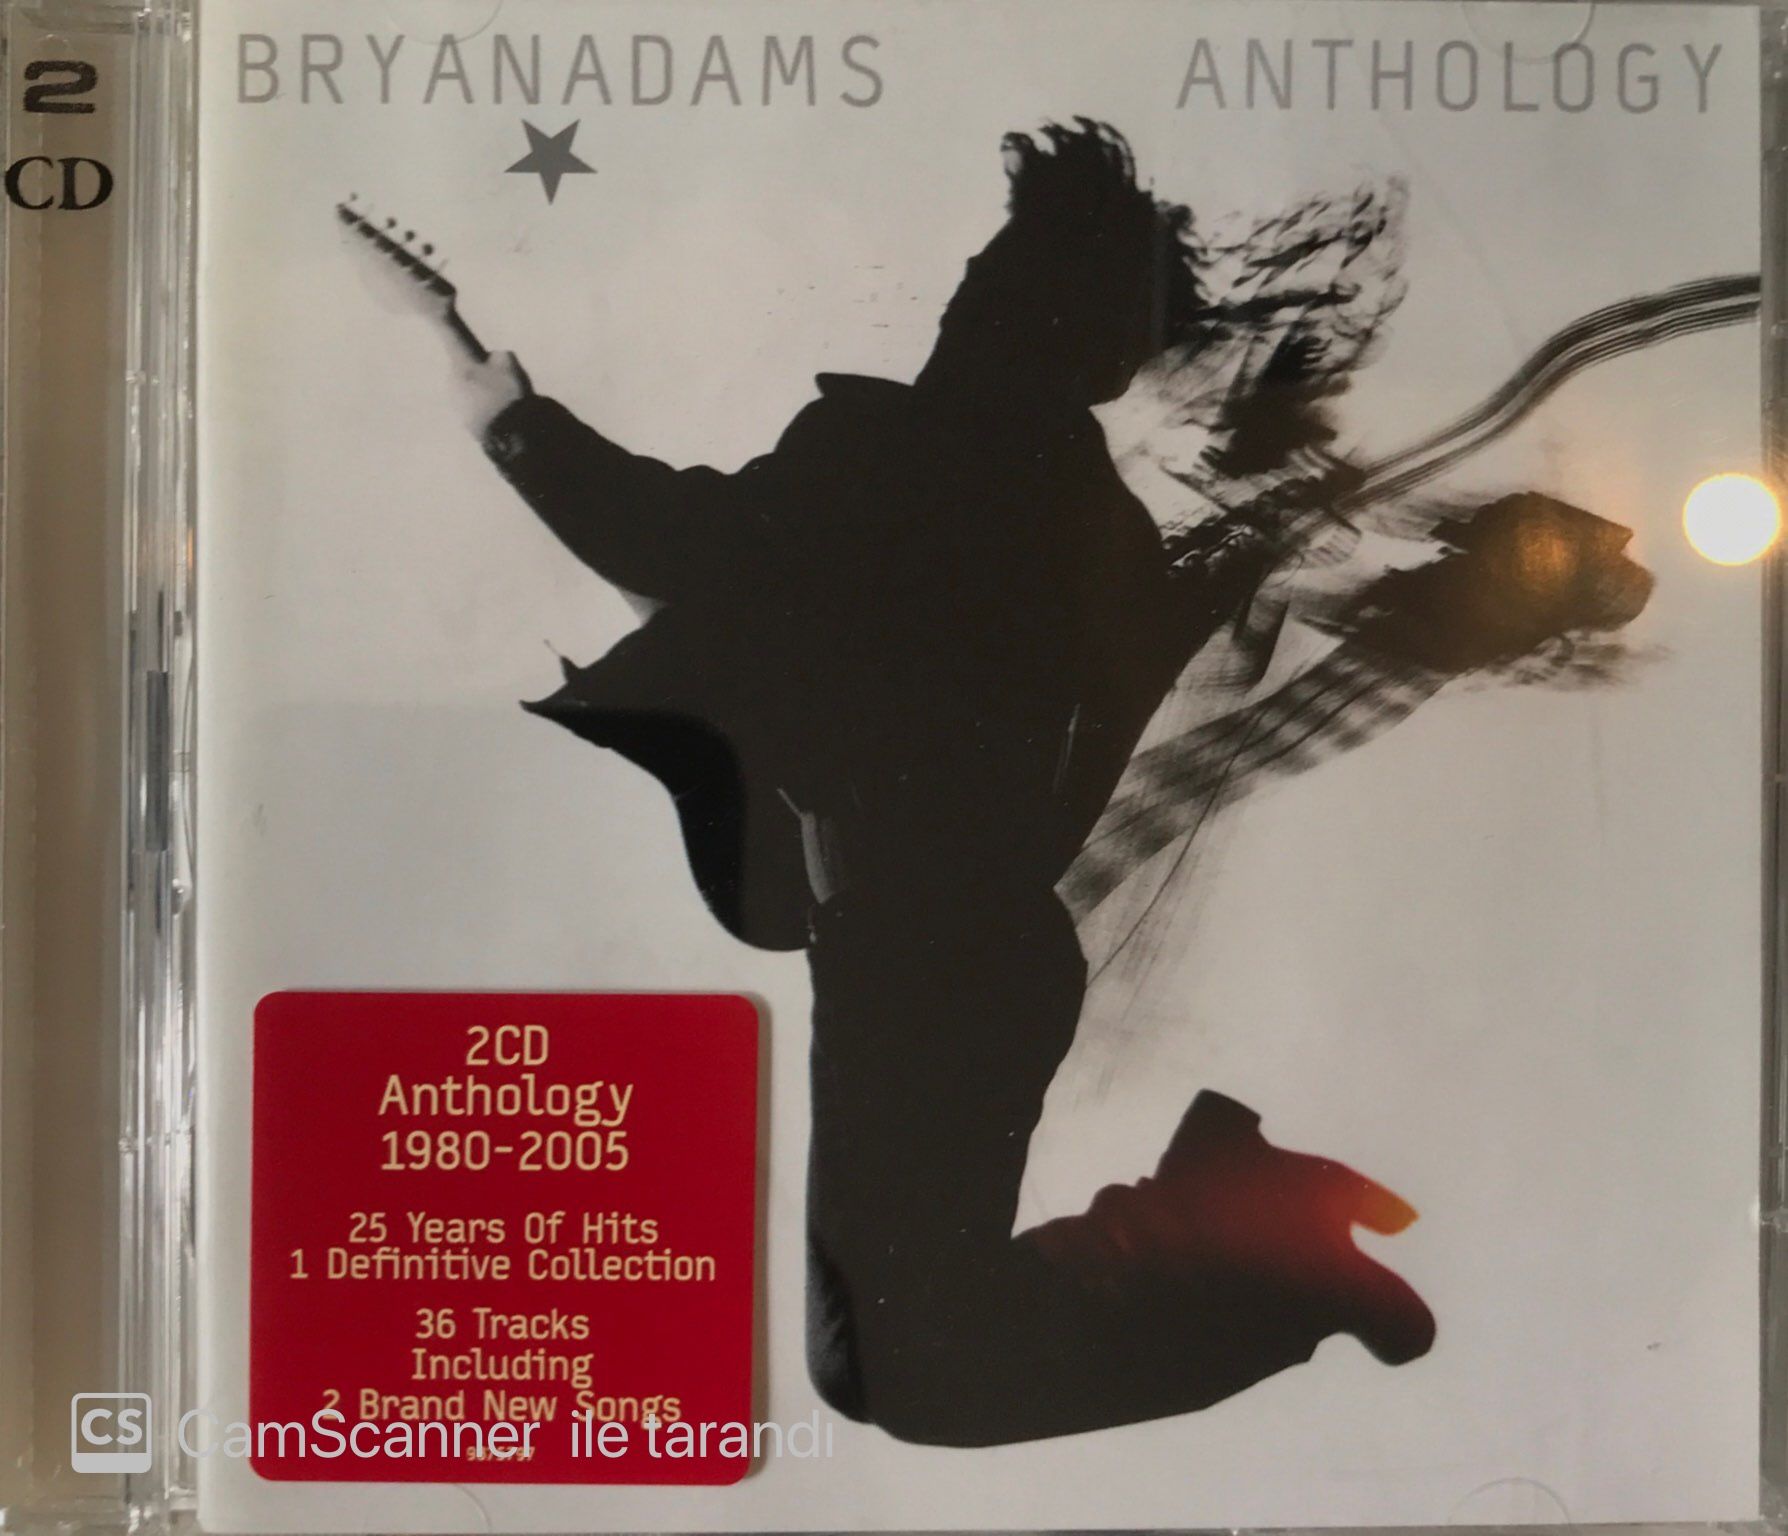 2
CD
BRYANADAMS
ANTHOLOGY
2CD
Anthology
1980-2005
25 Years Of Hits
1 Definitive Collection
36 Tracks
Including
2 Brand New Songs
CS CamScanner ile tarandı